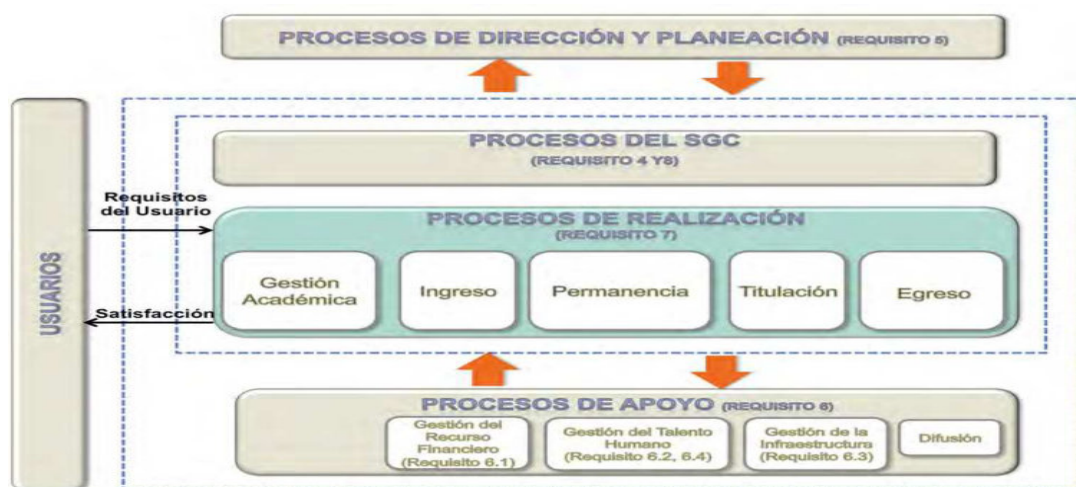 PROCESOS DE DIRECCIÓN Y PLANEACIÓN (REQUISITO 5)
PROCESOS DEL SGC
(REQUISITO 4 Y8)
Requisitos
del Usuario
USUARIOS
Satisfacción
PROCESOS DE REALIZACIÓN
(REQUISITO 7)
Gestión
Académica
Ingreso
Permanencia
Titulación
Egreso
PROCESOS DE APOYO (REQUISITO 6)
Gestión del
Recurso
Financiero
(Requisito 6.1)
Gestión del Talento
Humano
(Requisito 6.2, 6.4)
Gestión de la
Infraestructura
(Requisito 6.3)
Difusión